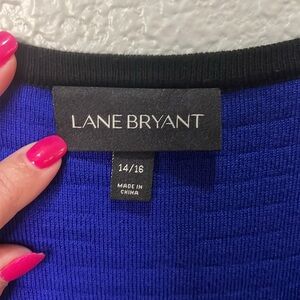 LANE BRYANT
14/16
MADE IN
CHINA